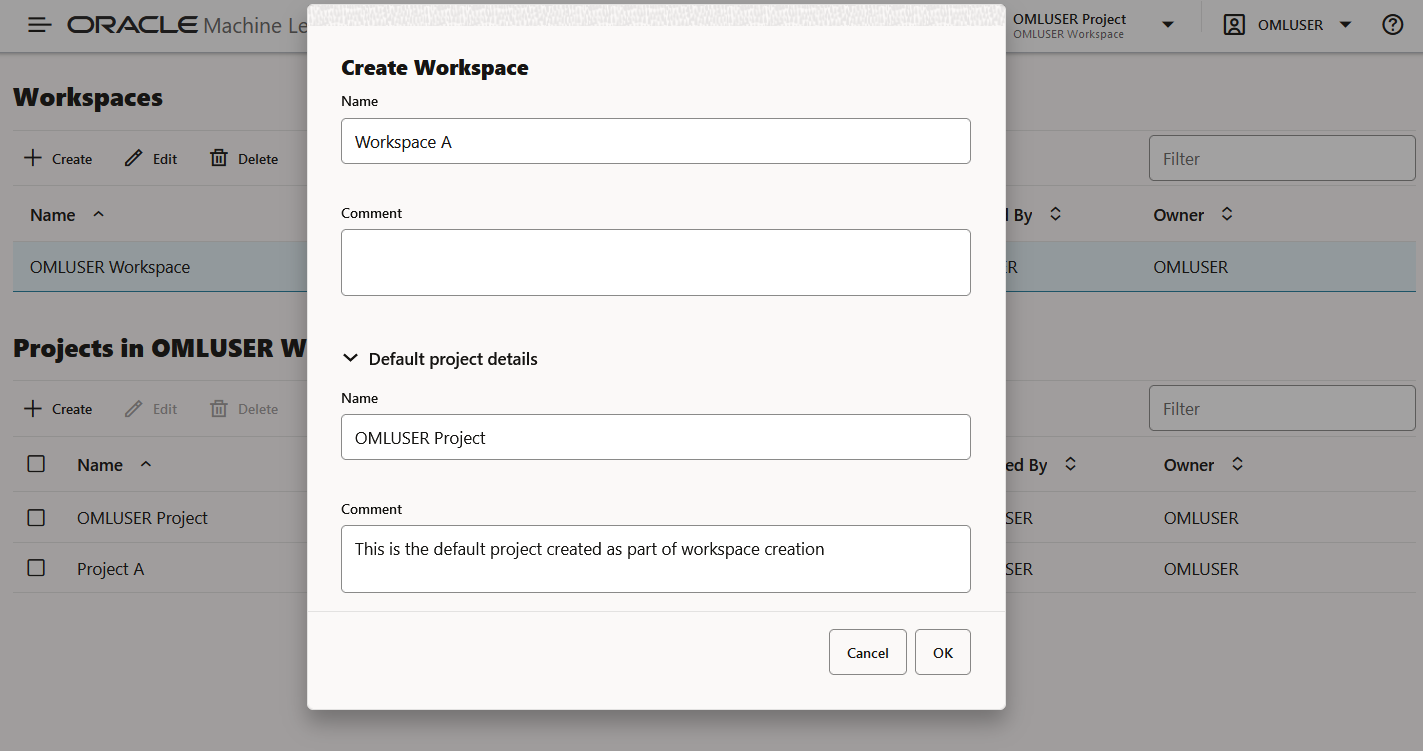 ORACLE Machine Le
OMLUSER Project
OMLUSER Workspace
OMLUSER
?
Workspaces
Create Edit Delete
Filter
Name
By Owner
OMLUSER Workspace
OMLUSER
Projects in OMLUSER W
Create Edit Delete
Filter
Name
ed By Owner
OMLUSER Project
SER OMLUSER
Project A
SER OMLUSER
Create Workspace
Name
Workspace A
Comment
Default project details
Name
OMLUSER Project
Comment
This is the default project created as part of workspace creation
Cancel OK